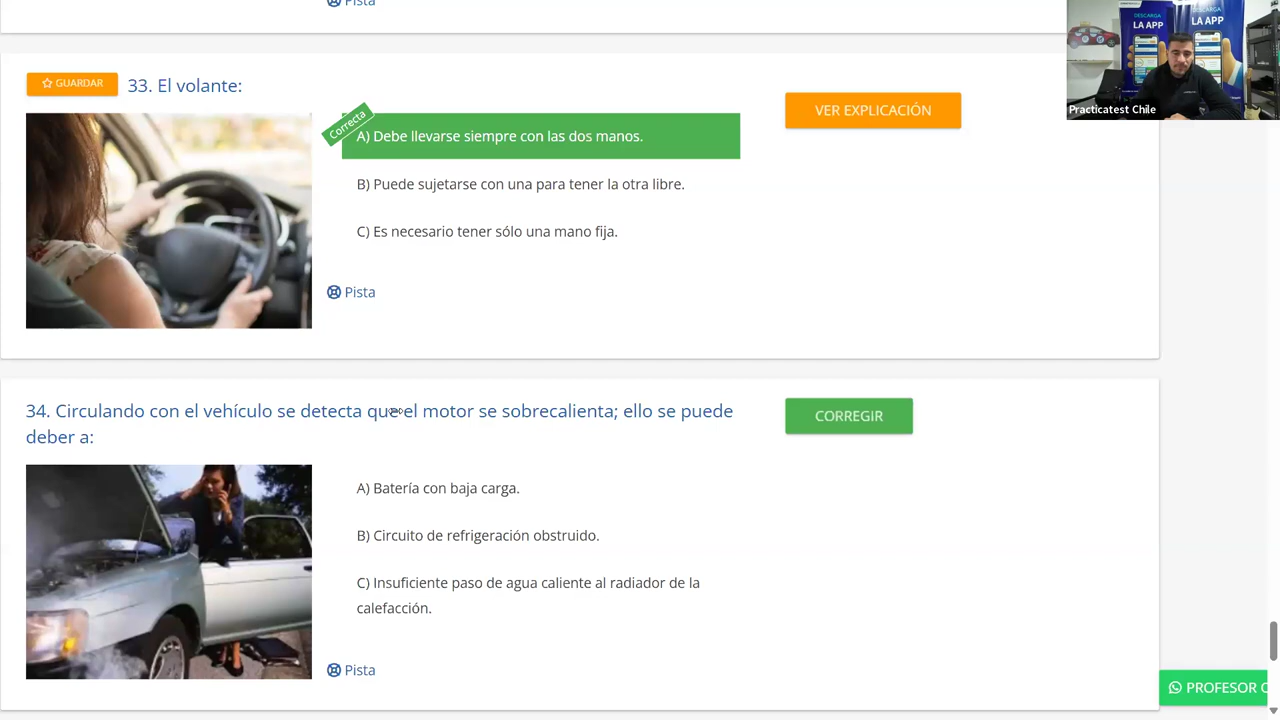 Pista
DESCARGA
LA APP
DESCARGA
LA APP
Practicatest Chile
GUARDAR
33. El volante:
VER EXPLICACIÓN
Correcta
A) Debe llevarse siempre con las dos manos.
B) Puede sujetarse con una para tener la otra libre.
C) Es necesario tener sólo una mano fija.
Pista
34. Circulando con el vehículo se detecta que el motor se sobrecalienta; ello se puede
deber a:
CORREGIR
A) Batería con baja carga.
B) Circuito de refrigeración obstruido.
C) Insuficiente paso de agua caliente al radiador de la
calefacción.
Pista
PROFESOR